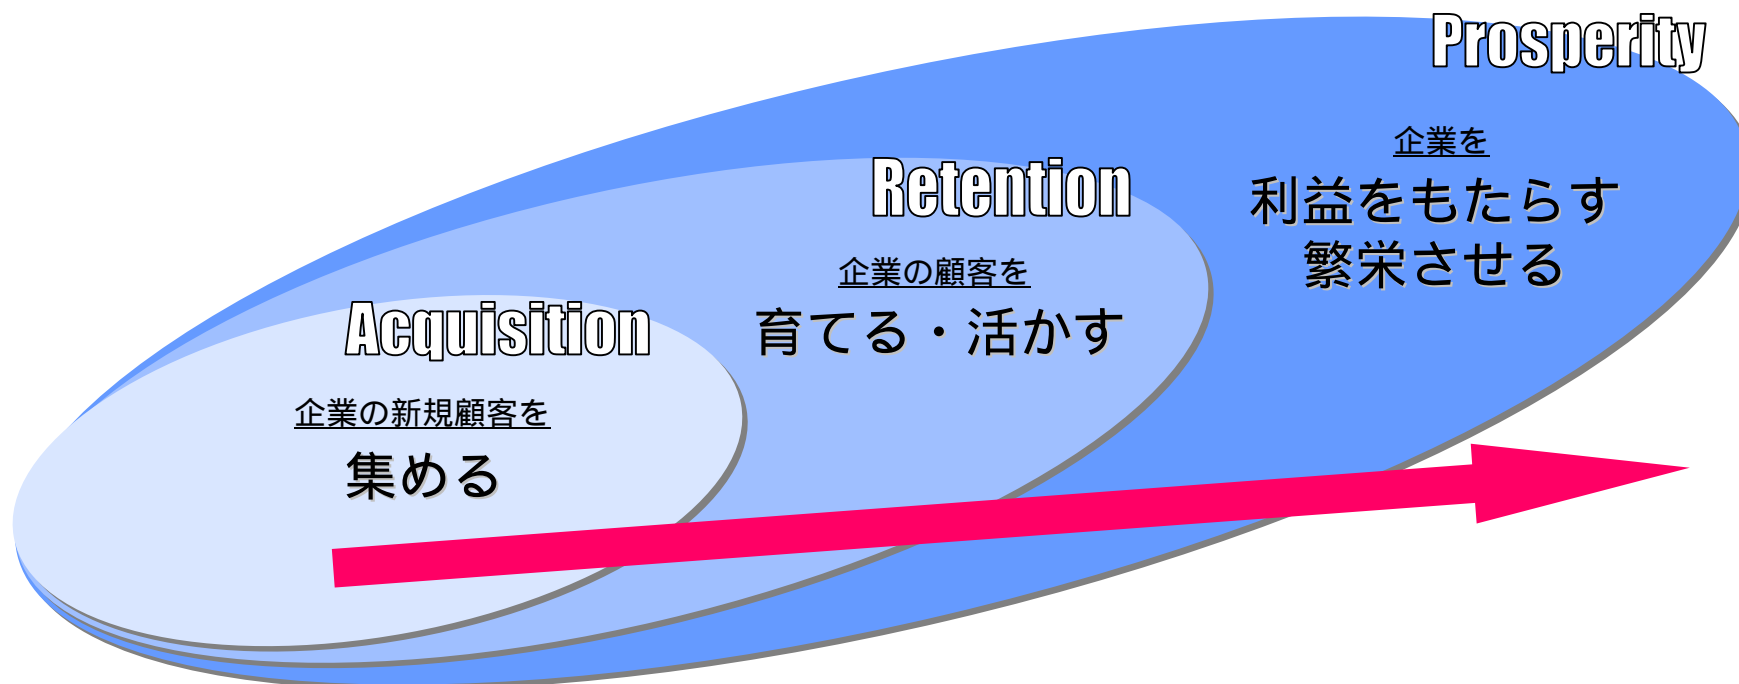 Prosperity
企業を
利益をもたらす
繁栄させる
Retention
企業の顧客を
育てる・活かす
Acquisition
企業の新規顧客を
集める